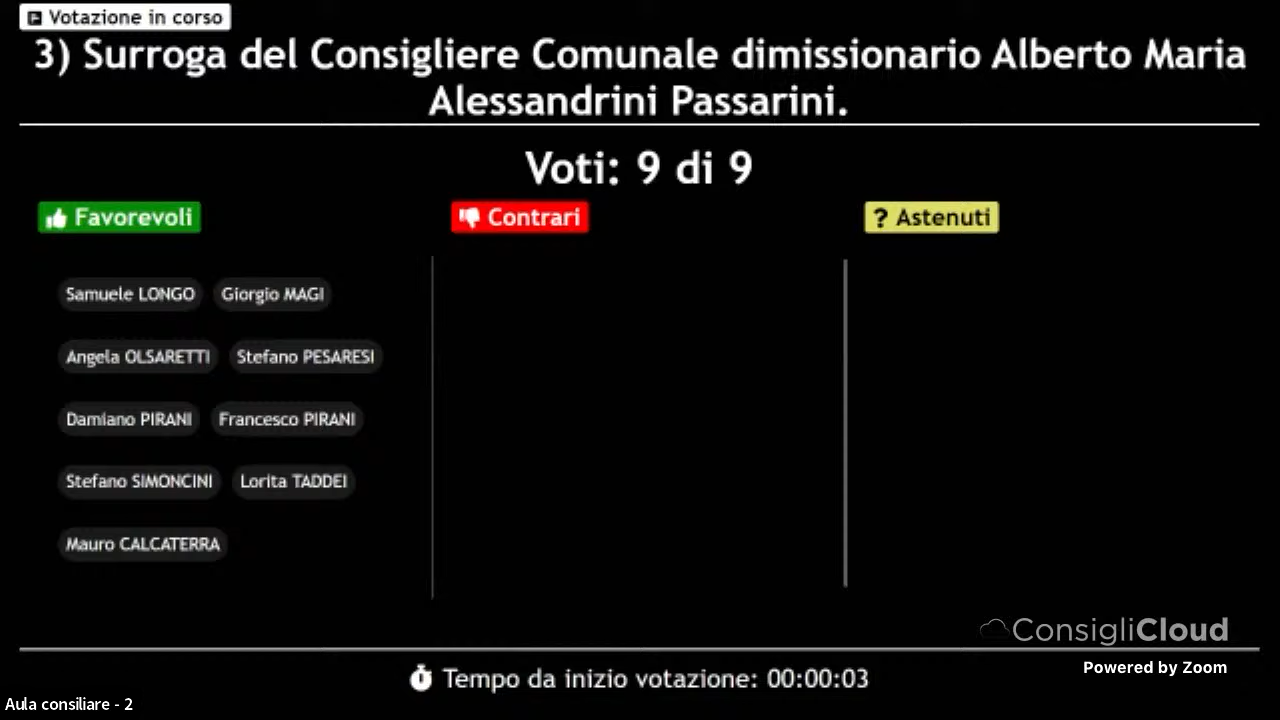 Votazione in corso
3) Surroga del Consigliere Comunale dimissionario Alberto Maria
Alessandrini Passarini.
Voti: 9 di 9
Favorevoli
Contrari
? Astenuti
Samuele LONGO Giorgio MAGI
Angela OLSARETTI Stefano PESARESI
Damiano PIRANI Francesco PIRANI
Stefano SIMONCINI Lorita TADDEI
Mauro CALCATERRA
ConsigliCloud
Powered by Zoom
Tempo da inizio votazione: 00:00:03
Aula consiliare - 2